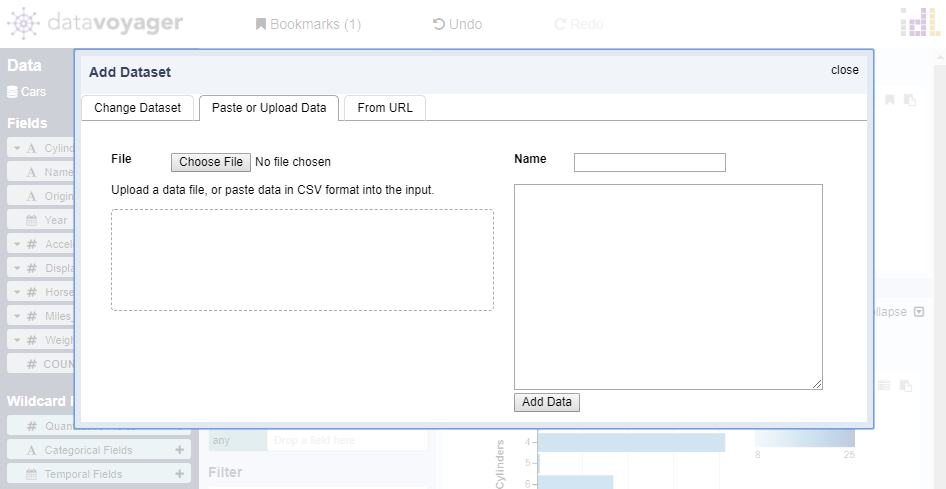 datavoyager
Bookmarks (1)
Undo
Redo
Data
Cars
Fields
A Cylin
A Name
A Origin
Year
# Accele
# Displa
# Horse
# Miles_
# Weigh
# COUN
Wildcard F
# Quan
A Categorical Fields +
Temporal Fields +
Add Dataset
close
Change Dataset
Paste or Upload Data
From URL
File
Choose File No file chosen
Upload a data file, or paste data in CSV format into the input.
Name
Add Data
any
Drop a field here
Filter
llapse
Cylinders
4
5
6
8
25